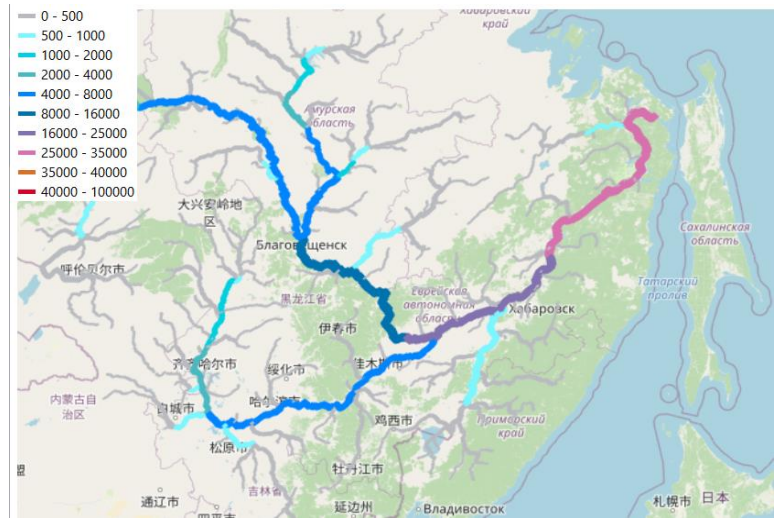 0 - 500
500 - 1000
1000 - 2000
2000 - 4000
4000 - 8000
8000 - 16000
16000 - 25000
25000 - 35000
35000 - 40000
40000 - 100000
Хабаровский
край
Амурская
область
大兴安岭地
区
Благовещенск
呼伦贝尔市
黑龙江省
Еврейская
автономная
область
Хабаровск
Сахалинская
область
Татарский
пролив
伊春市
齐齐哈尔市
绥化市
佳木斯市
内蒙古自
治区
白城市
哈尔滨市
鸡西市
Приморский
край
松原市
牡丹江市
吉林省
盟
通辽市
四平市
延边州
Владивосток
札幌市
日本